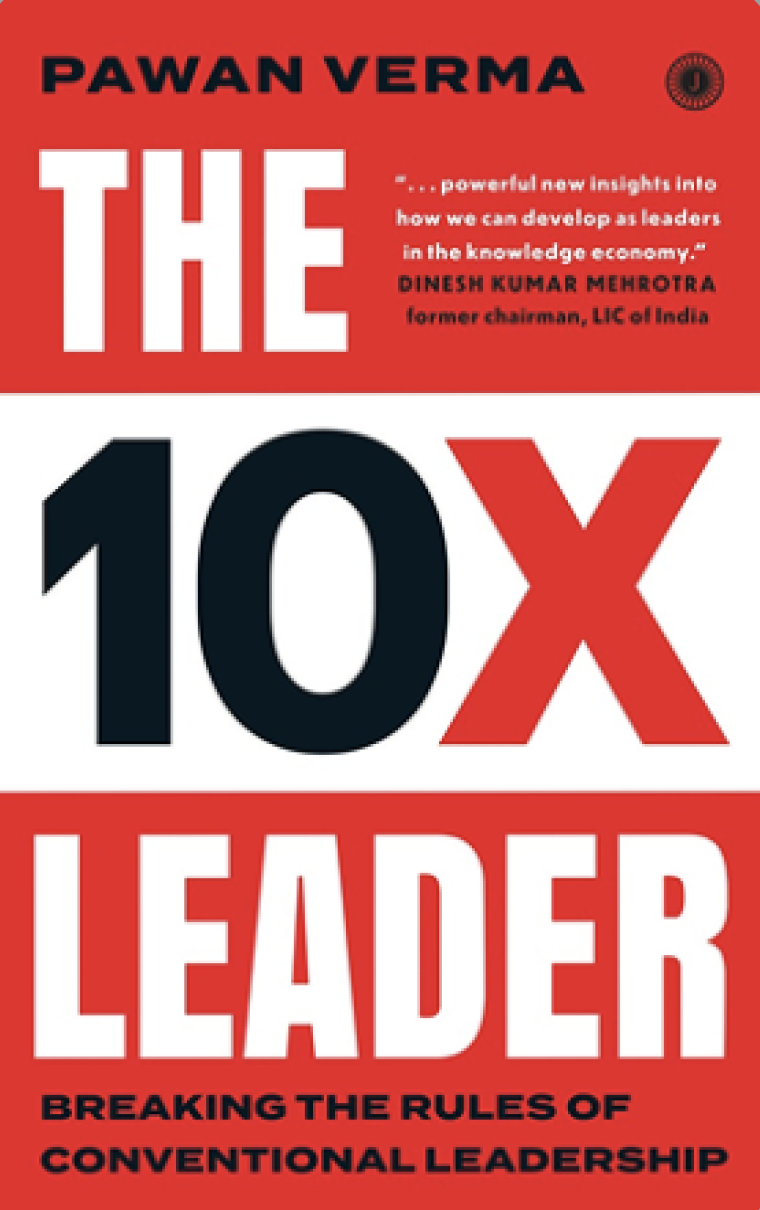 PAWAN VERMA
J
THE
“... powerful new insights into
how we can develop as leaders
in the knowledge economy.”
DINESH KUMAR MEHROTRA
former chairman, LIC of India
10X
LEADER
BREAKING THE RULES OF
CONVENTIONAL LEADERSHIP